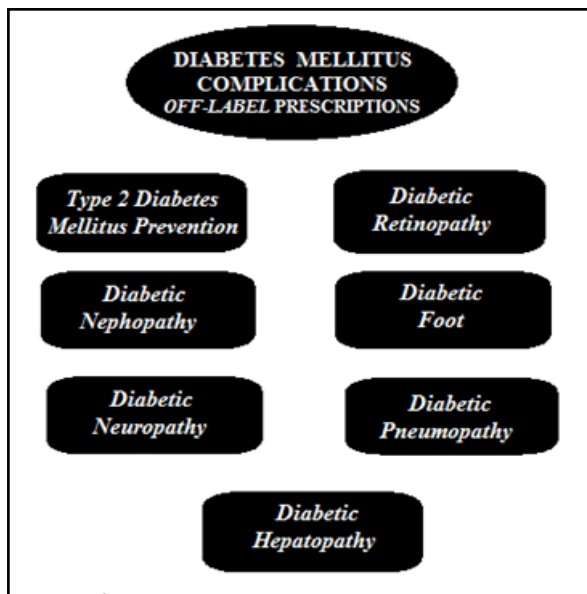 DIABETES MELLITUS
COMPLICATIONS
OFF-LABEL PRESCRIPTIONS
Type 2 Diabetes
Mellitus Prevention
Diabetic
Retinopathy
Diabetic
Nephopathy
Diabetic
Foot
Diabetic
Neuropathy
Diabetic
Pneumopathy
Diabetic
Hepatopathy